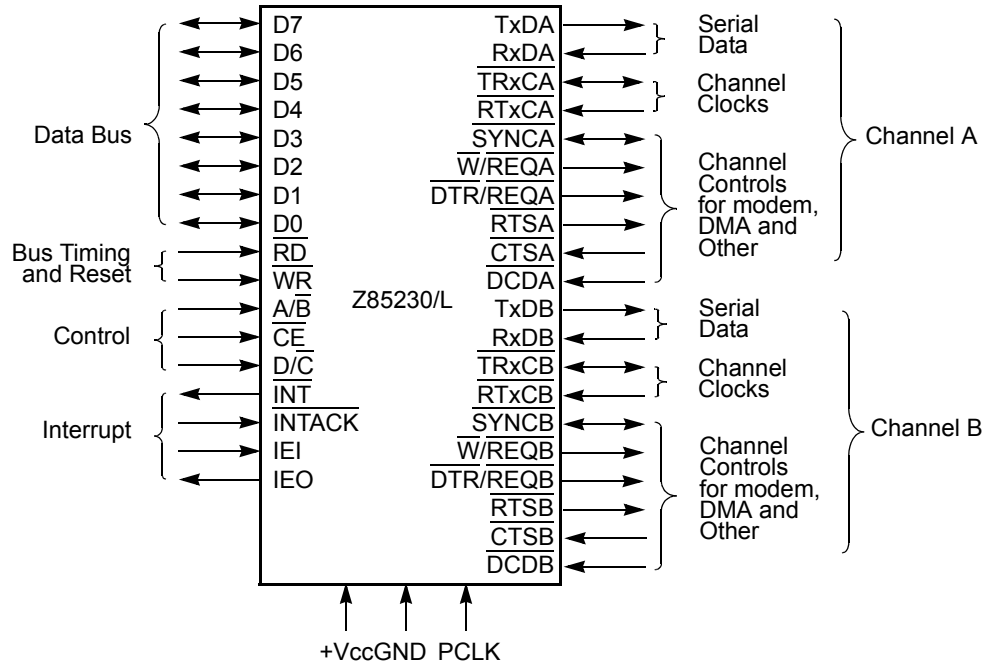 D7
D6
D5
D4
D3
D2
D1
D0
Data Bus
RD
WR
Bus Timing
and Reset
A/B
CE
D/C
Control
INT
INTACK
IEI
IEO
Interrupt
Z85230/L
TxDA
RxDA
Serial
Data
TRxCA
RTxCA
Channel
Clocks
SYNCA
W/REQA
DTR/REQA
RTSA
CTSA
DCDA
Channel
Controls
for modem,
DMA and
Other
Channel A
TxDB
RxDB
Serial
Data
TRxCB
RTxCB
Channel
Clocks
SYNCB
W/REQB
DTR/REQB
RTSB
CTSB
DCDB
Channel
Controls
for modem,
DMA and
Other
Channel B
+VccGND PCLK